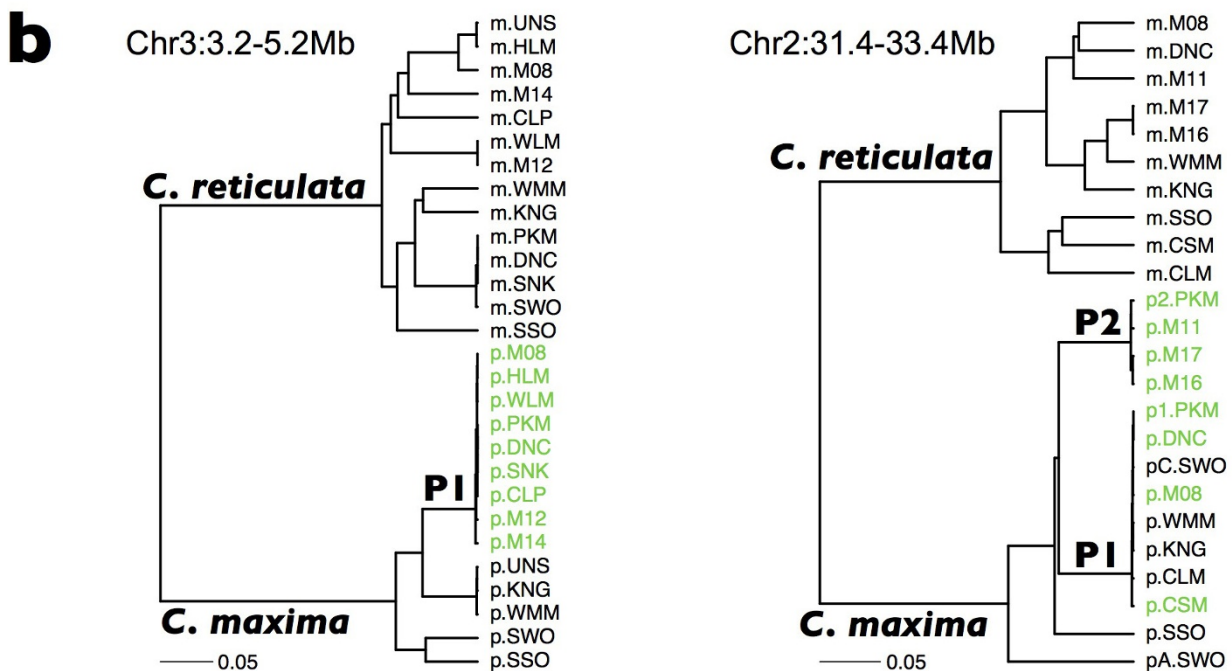 b
Chr3:3.2-5.2Mb
m.UNS
m.HLM
m.M08
m.M14
m.CLP
m.WLM
m.M12
C. reticulata
m.WMM
m.KNG
m.PKM
m.DNC
m.SNK
m.SWO
m.SSO
p.M08
p.HLM
p.WLM
p.PKM
p.DNC
p.SNK
P1
p.CLP
p.M12
p.M14
p.UNS
p.KNG
p.WMM
C. maxima
p.SWO
p.SSO
0.05
Chr2:31.4-33.4Mb
m.M08
m.DNC
m.M11
m.M17
m.M16
C. reticulata
m.WMM
m.KNG
m.SSO
m.CSM
m.CLM
p2.PKM
P2
p.M11
p.M17
p.M16
p1.PKM
p.DNC
pC.SWO
p.M08
p.WMM
P1
p.KNG
p.CLM
p.CSM
C. maxima
p.SSO
pA.SWO
0.05